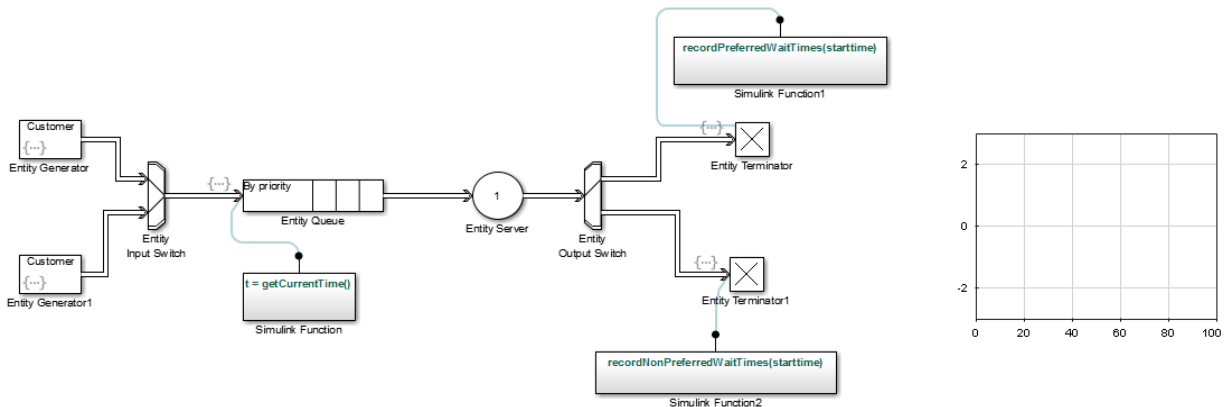 recordPreferredWaitTimes(starttime)
Simulink Function1
Customer
{...}
Entity Generator
{...}
By priority
Entity Queue
1
Entity Server
{...}
Entity Terminator
Entity
Input Switch
Entity
Output Switch
Customer
{...}
Entity Generator1
t = getCurrentTime()
Simulink Function
{...}
Entity Terminator1
recordNonPreferredWaitTimes(starttime)
Simulink Function2
2
0
-2
0 20 40 60 80 100